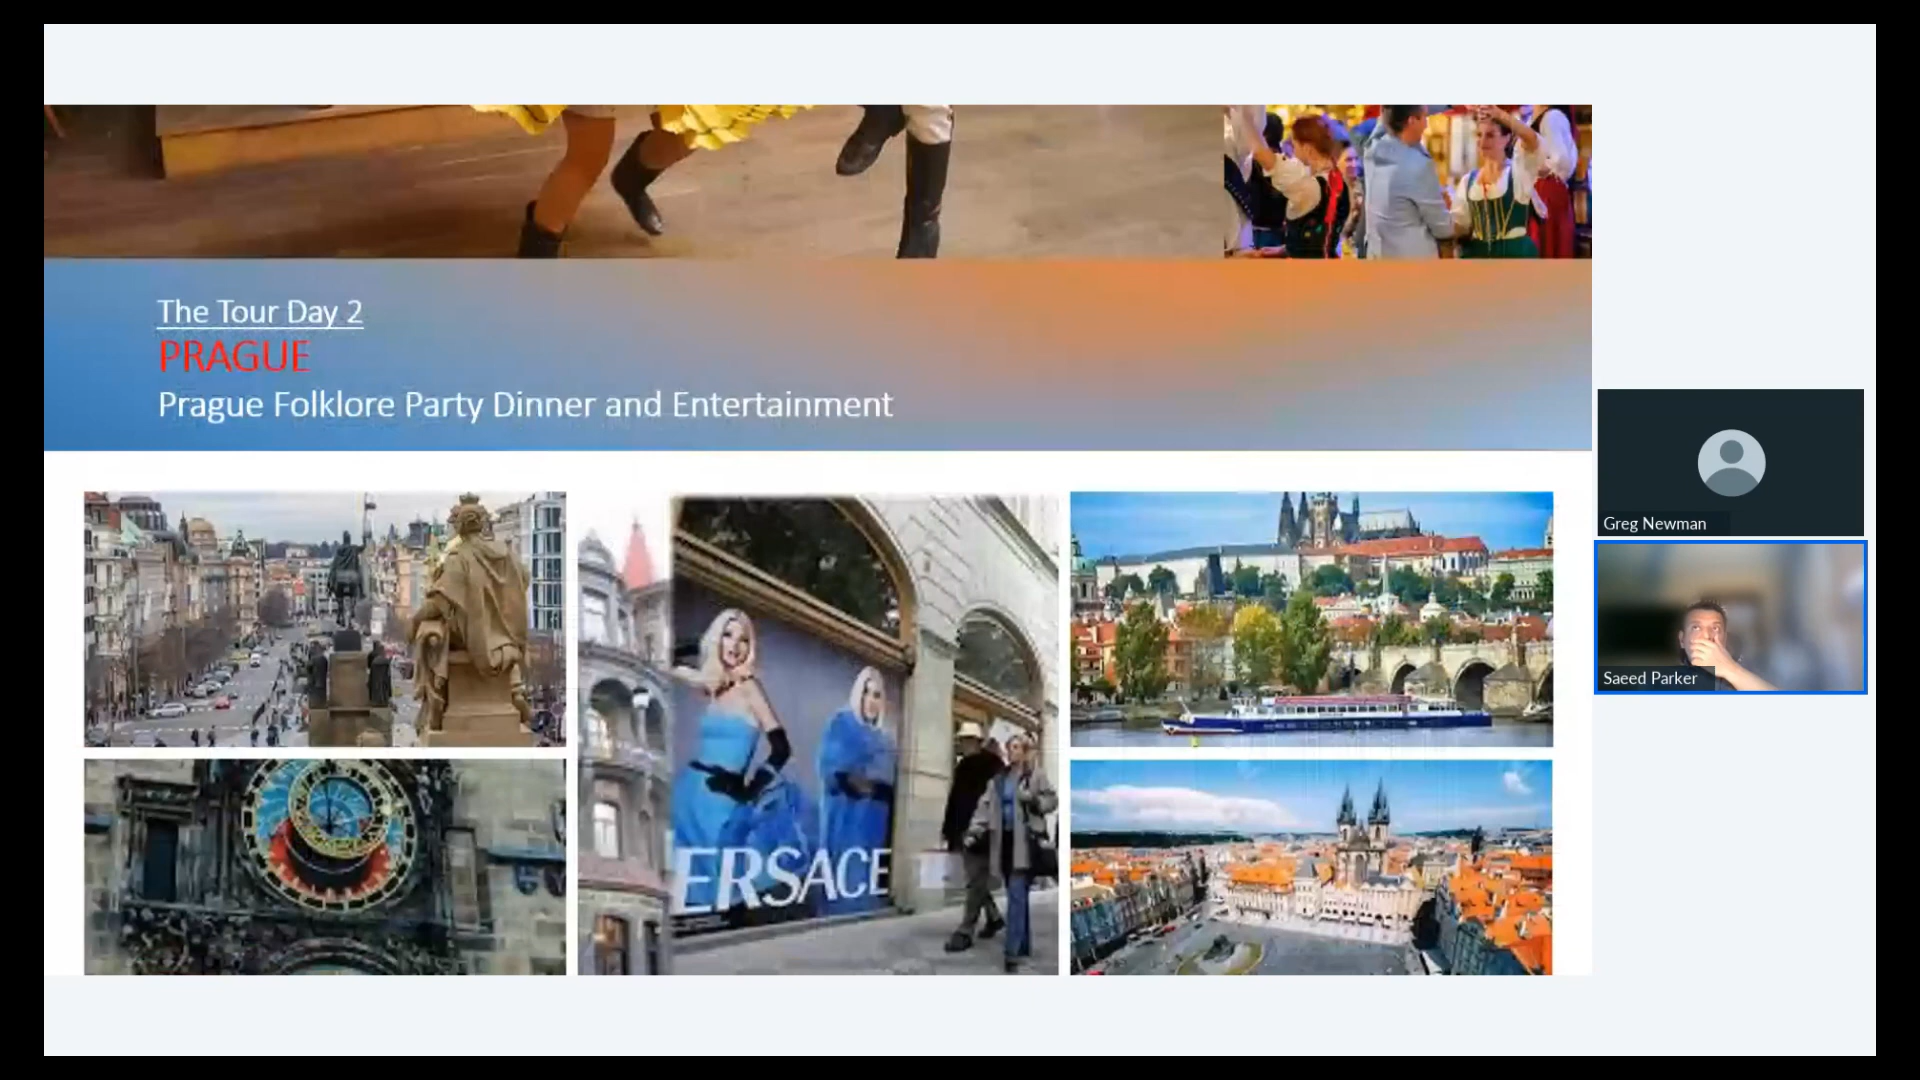 The Tour Day 2
PRAGUE
Prague Folklore Party Dinner and Entertainment
ERSACE
Greg Newman
Saeed Parker